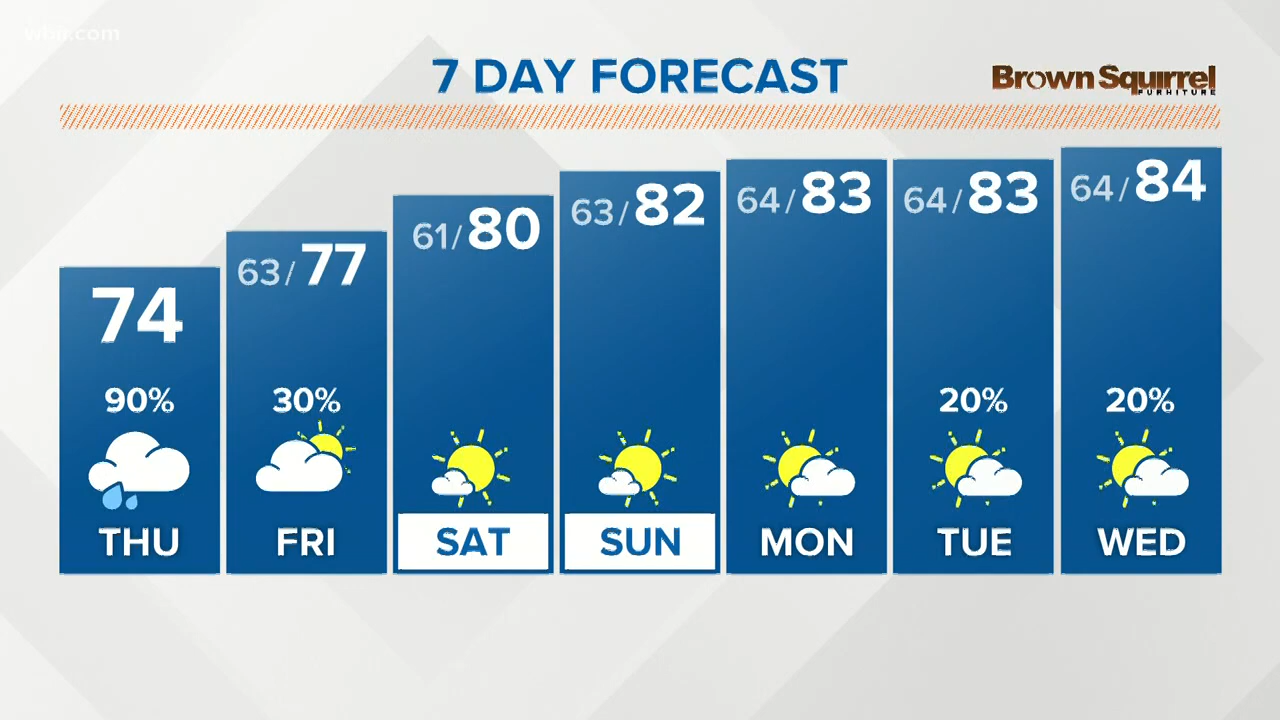 wbir.com
7 DAY FORECAST
Brown Squirrel
FURNITURE
74
63/77
61/80
63/82
64/83
64/83
64/84
90%
30%
20%
20%
THU
FRI
SAT
SUN
MON
TUE
WED